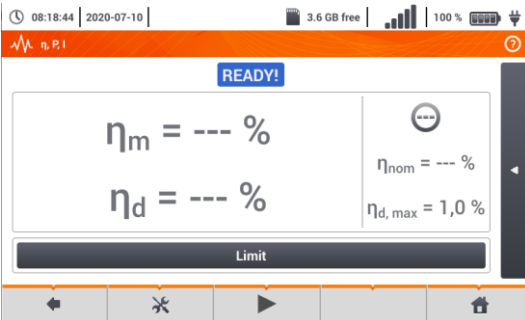 08:18:44 2020-07-10 3.6 GB free 100 %
η, P, I ?
READY!
ηm = --- %
ηd = --- %
---
ηnom = --- %
ηd, max = 1,0 %
Limit